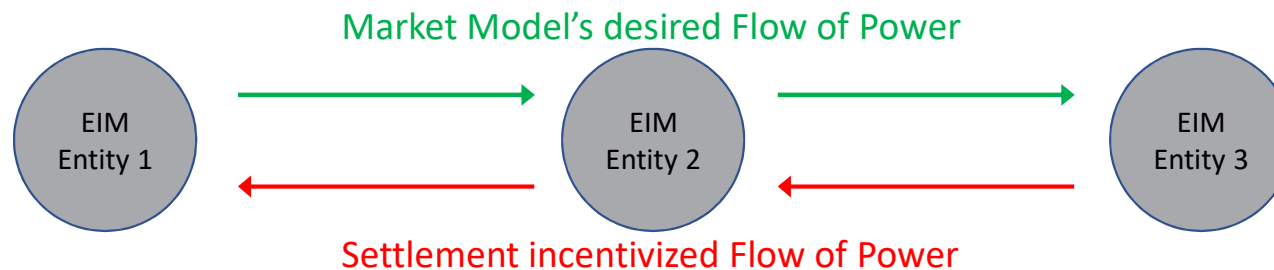 Market Model’s desired Flow of Power
EIM
Entity 1
EIM
Entity 2
EIM
Entity 3
Settlement incentivized Flow of Power